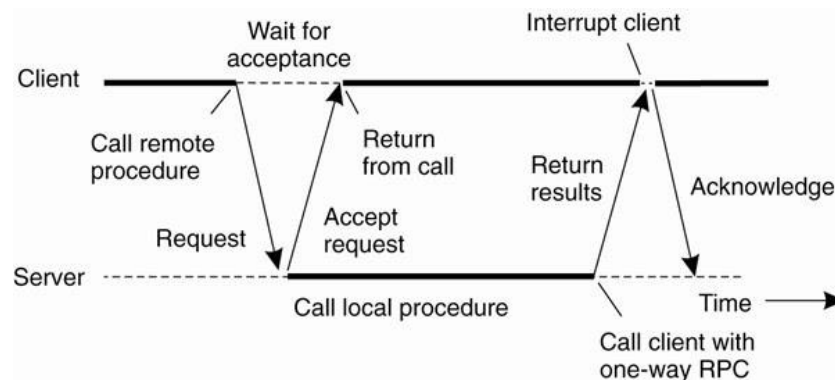 Interrupt client
Wait for
acceptance
Client
Call remote
procedure
Return
from call
Return
results
Acknowledge
Request
Accept
request
Server
Call local procedure
Time
Call client with
one-way RPC